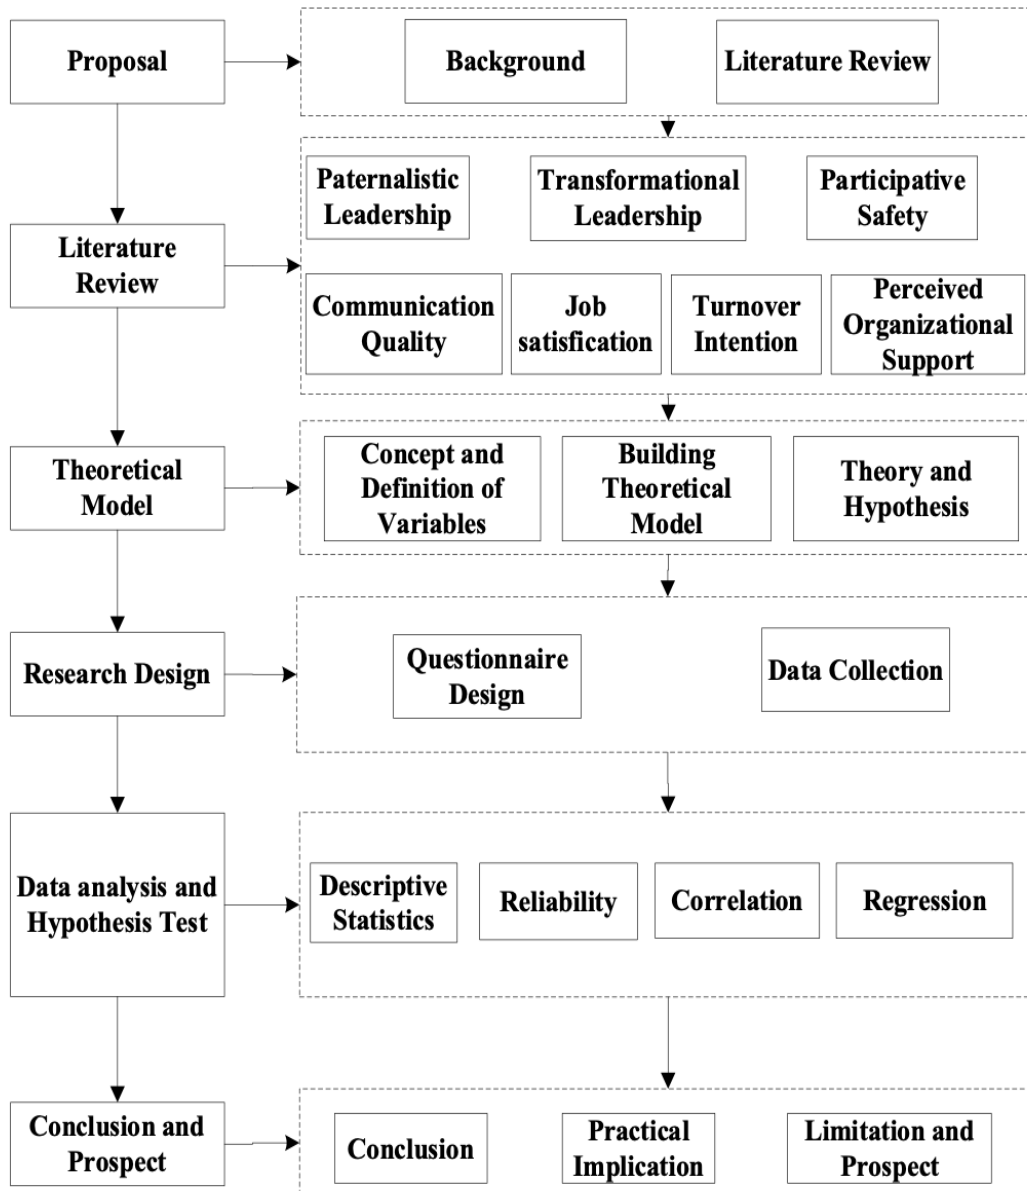 Proposal
Background
Literature Review
Paternalistic
Leadership
Transformational
Leadership
Participative
Safety
Literature
Review
Communication
Quality
Job
satisfication
Turnover
Intention
Perceived
Organizational
Support
Theoretical
Model
Concept and
Definition of
Variables
Building
Theoretical
Model
Theory and
Hypothesis
Research Design
Questionnaire
Design
Data Collection
Data analysis and
Hypothesis Test
Descriptive
Statistics
Reliability
Correlation
Regression
Conclusion and
Prospect
Conclusion
Practical
Implication
Limitation and
Prospect